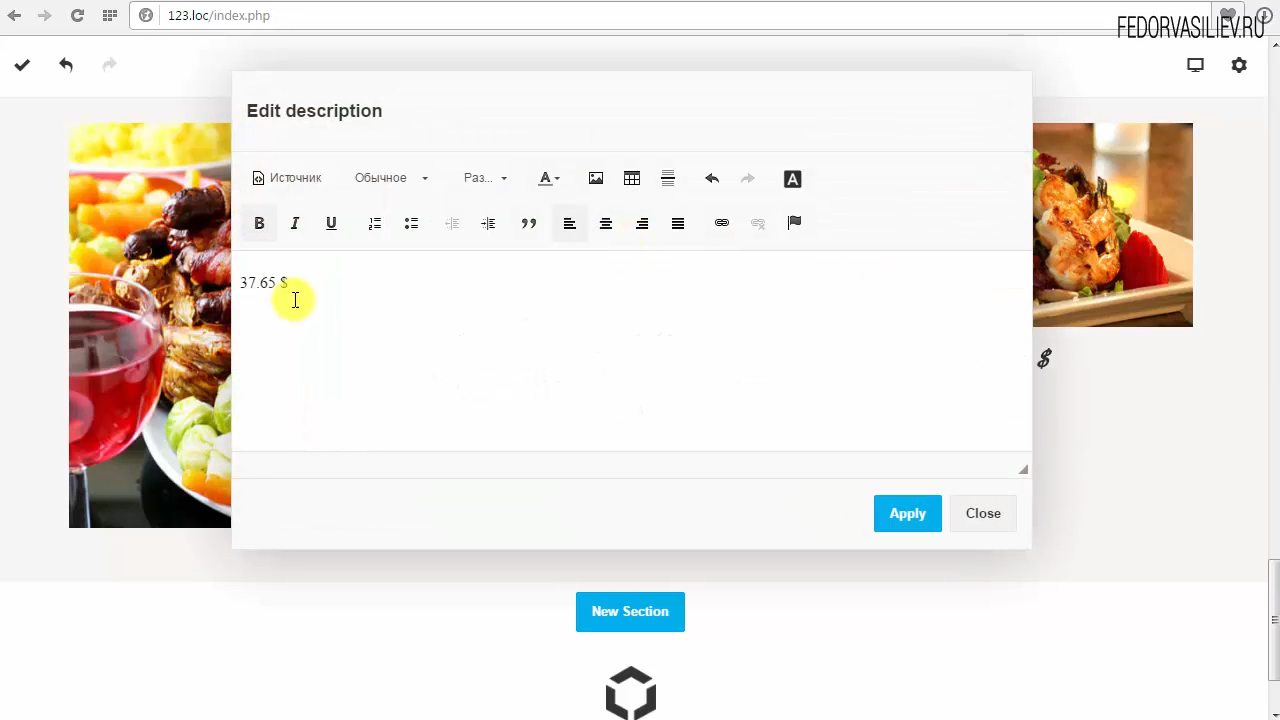 123.loc/index.php
FEDORVASILIEV.RU
Edit description
Источник Обычное Раз...
37.65 $
$
Apply Close
New Section